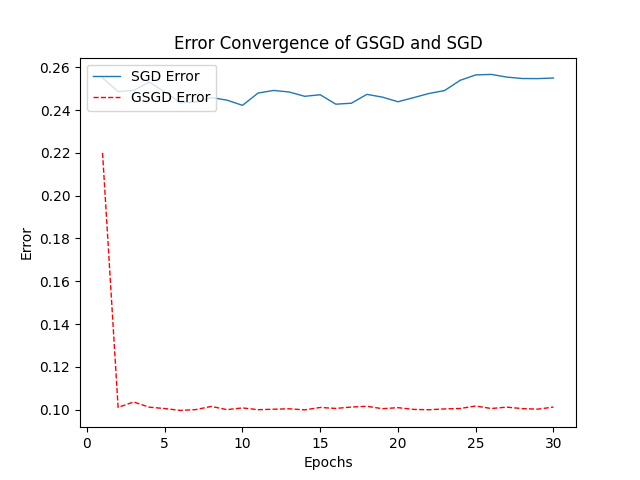 Error Convergence of GSGD and SGD
SGD Error
GSGD Error
Error
0.26
0.24
0.22
0.20
0.18
0.16
0.14
0.12
0.10
0 5 10 15 20 25 30
Epochs